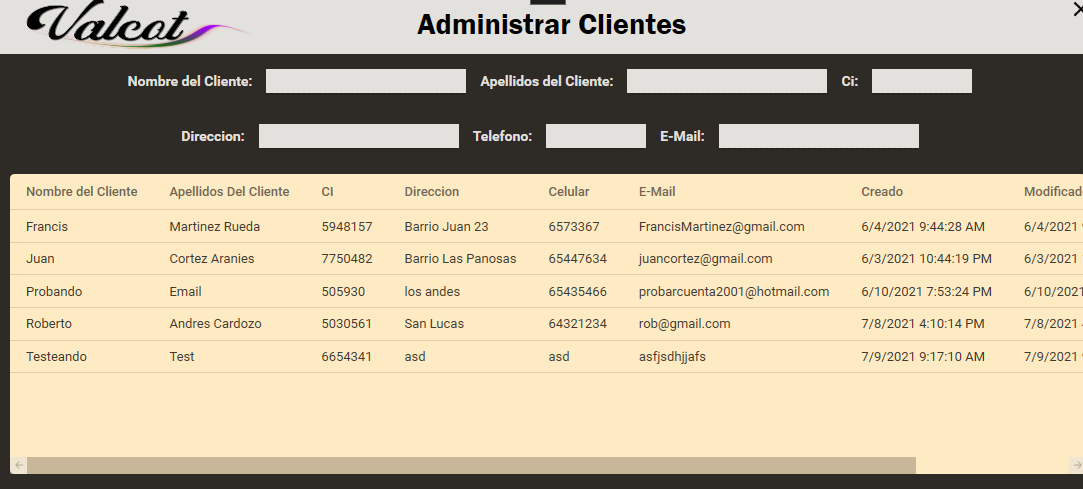 Valcot
Administrar Clientes
Nombre del Cliente: Apellidos del Cliente: Ci:
Direccion: Telefono: E-Mail:
Nombre del Cliente Apellidos Del Cliente CI Direccion Celular E-Mail Creado Modificad
Francis Martinez Rueda 5948157 Barrio Juan 23 6573367 FrancisMartinez@gmail.com 6/4/2021 9:44:28 AM 6/4/2021
Juan Cortez Aranies 7750482 Barrio Las Panosas 65447634 juancortez@gmail.com 6/3/2021 10:44:19 PM 6/3/2021
Probando Email 505930 los andes 65435466 probarcuenta2001@hotmail.com 6/10/2021 7:53:24 PM 6/10/2021
Roberto Andres Cardozo 5030561 San Lucas 64321234 rob@gmail.com 7/8/2021 4:10:14 PM 7/8/2021
Testeando Test 6654341 asd asd asfjsdhjjafs 7/9/2021 9:17:10 AM 7/9/2021